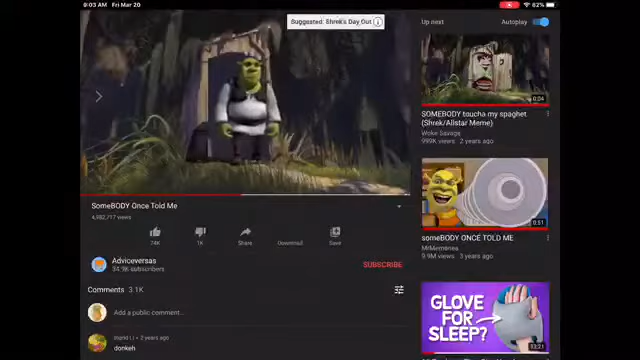 9:03 AM Fri Mar 20
62%
Suggested: Shrek's Day Out
Up next
Autoplay
0:04
SOMEBODY toucha my spaghet
(Shrek/Allstar Meme)
Woke Savage
999K views 2 years ago
SomeBODY Once Told Me
4,982,717 views
74K
1K
Share
Download
Save
0:51
someBODY ONCE TOLD ME
MrMemenea
9.9M views 3 years ago
Adviceversas
34.9K subscribers
SUBSCRIBE
Comments 3.1K
Add a public comment...
2 years ago
donkeh
GLOVE
FOR
SLEEP?
13:21